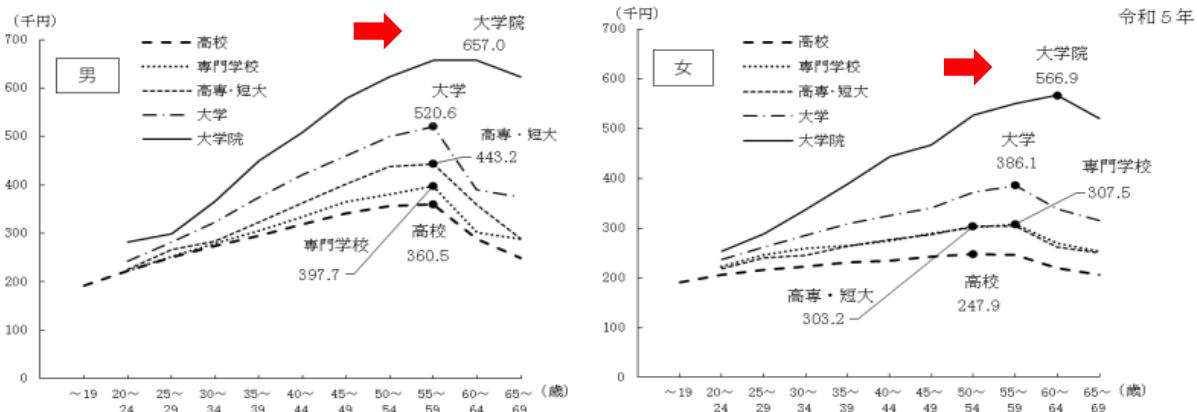 (千円)
700
600
500
400
300
200
100
0
男
高校
専門学校
高専・短大
大学
大学院
大学院
657.0
大学
520.6
高専・短大
443.2
専門学校
397.7
高校
360.5
～19 20～24 25～29 30～34 35～39 40～44 45～49 50～54 55～59 60～64 65～69 (歳)
令和5年
(千円)
700
600
500
400
300
200
100
0
女
高校
専門学校
高専・短大
大学
大学院
大学院
566.9
大学
386.1
専門学校
307.5
高専・短大
303.2
高校
247.9
～19 20～24 25～29 30～34 35～39 40～44 45～49 50～54 55～59 60～64 65～69 (歳)